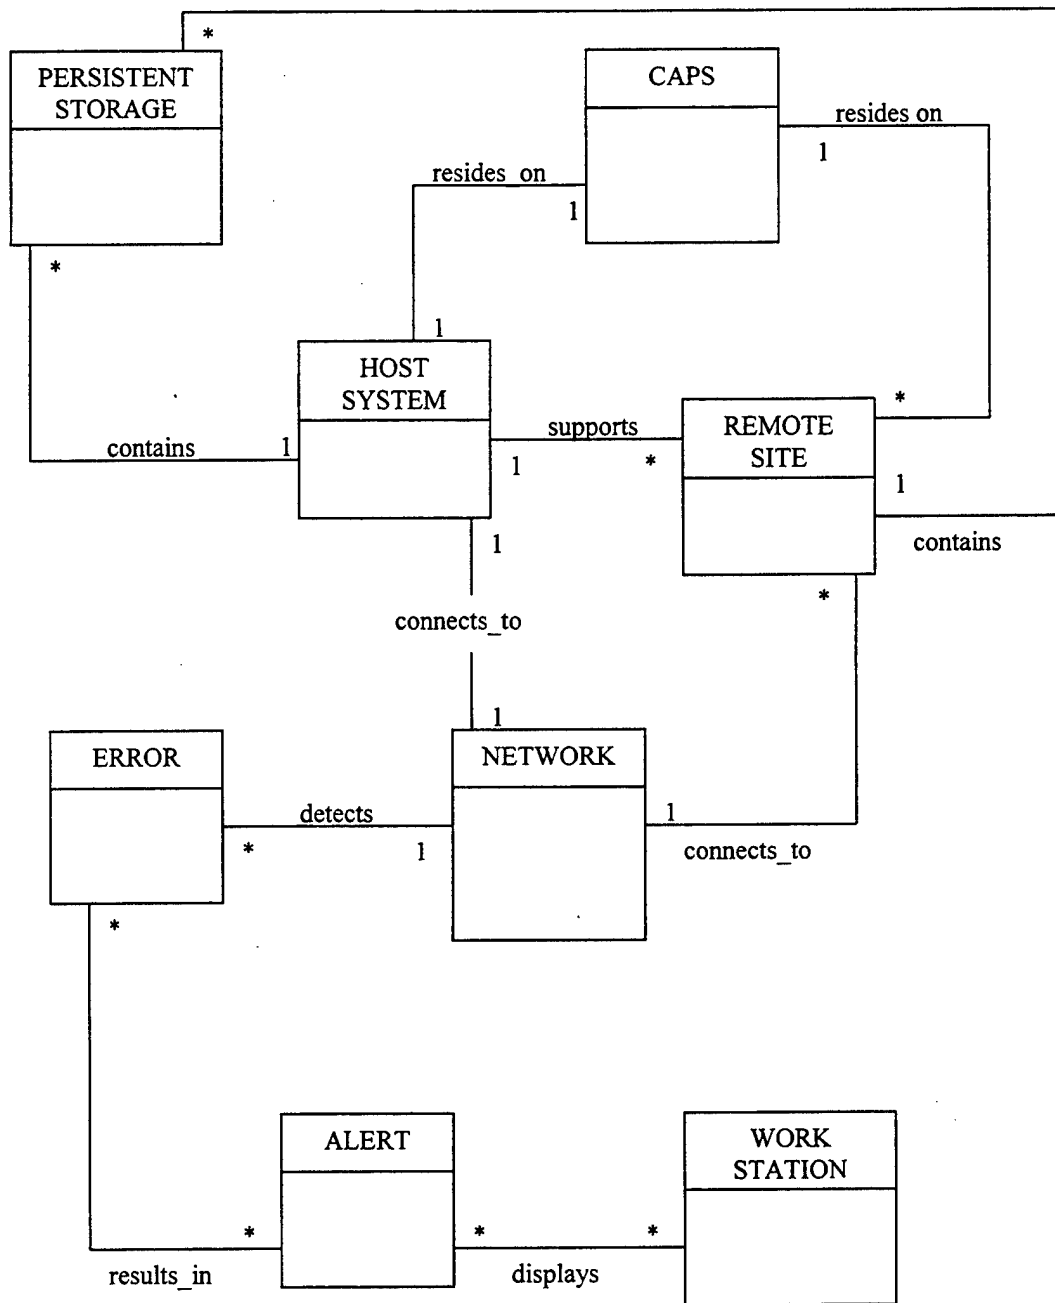 *
PERSISTENT
STORAGE
CAPS
resides on
1
resides_on
1
*
1
HOST
SYSTEM
*
supports
REMOTE
SITE
contains
1
1
*
1
1
contains
*
connects_to
1
ERROR
NETWORK
detects
1
*
1
connects_to
*
ALERT
WORK
STATION
*
*
*
results_in
displays